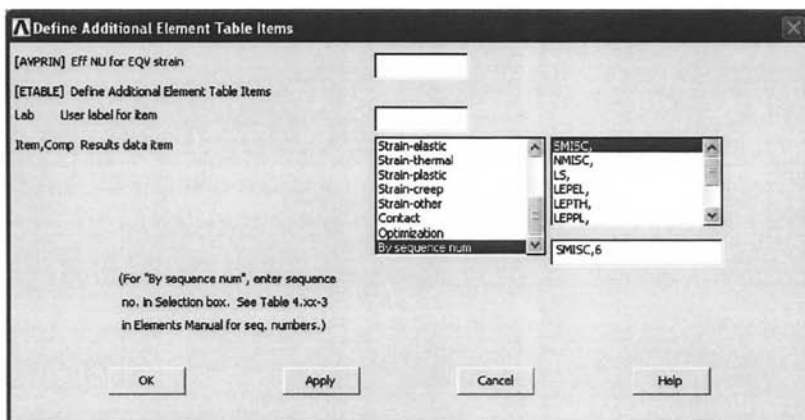 Define Additional Element Table Items
[AVPRIN] Eff NU for EQV strain
[ETABLE] Define Additional Element Table Items
Lab User label for item
Item,Comp Results data item
Strain-elastic
Strain-thermal
Strain-plastic
Strain-creep
Strain-other
Contact
Optimization
By sequence num
SMISC,
NMISC,
LS,
LEPEL,
LEPTH,
LEPPL,
SMISC,6
(For "By sequence num", enter sequence
no. in Selection box. See Table 4.xx-3
in Elements Manual for seq. numbers.)
OK Apply Cancel Help